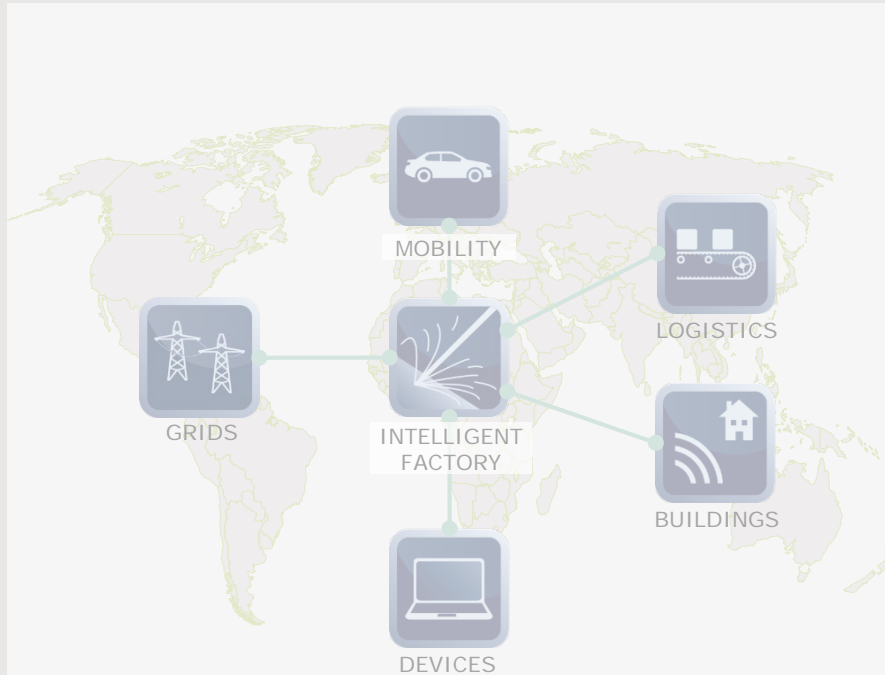 MOBILITY
LOGISTICS
GRIDS
INTELLIGENT
FACTORY
BUILDINGS
DEVICES